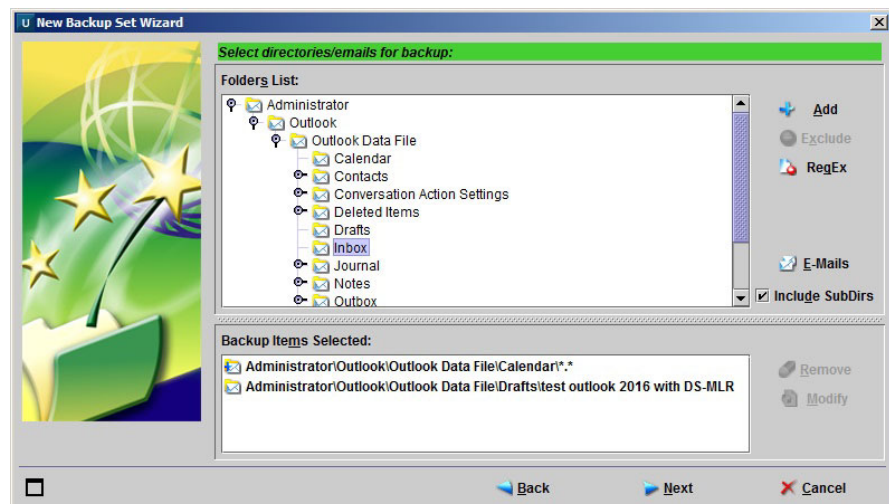 U New Backup Set Wizard
Select directories/emails for backup:
Folders List:
Administrator
Outlook
Outlook Data File
Calendar
Contacts
Conversation Action Settings
Deleted Items
Drafts
Inbox
Journal
Notes
Outbox
Add
Exclude
RegEx
E-Mails
Include SubDirs
Backup Items Selected:
Administrator\Outlook\Outlook Data File\Calendar\*.*
Administrator\Outlook\Outlook Data File\Drafts\test outlook 2016 with DS-MLR
Remove
Modify
Back Next Cancel